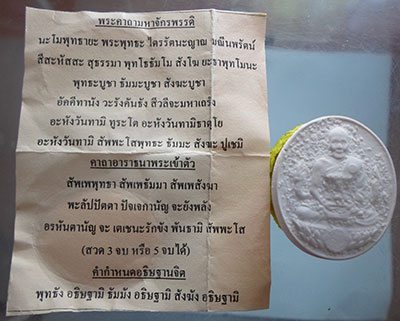 พระคาถามหาจักรพรรดิ
นะโมพุทธายะ พระพุทธะ ไตรรัตนะญาณ มณีนพรัตน์
สีสะหัสสะ สุธรรมา พุทโธธัมโม สังโฆ ยะธาพุทโมนะ
พุทธะบูชา ธัมมะบูชา สังฆะบูชา
อัคคีทานัง วะรังคันธัง สีวลีจะมหาเถรัง
อะหังวันทามิ ทูระโต อะหังวันทามิธาตุโย
อะหังวันทามิ สัพพะโสพุทธะ ธัมมะ สังฆะ ปูเชมิ
คาถาอาราธนาพระเข้าตัว
สัพเพพุทธา สัพเพธัมมา สัพเพสังฆา
พะลัปปัตตา ปัจเจกานัญ จะยังพลัง
อรหันตานัญ จะ เตเชนะรักขัง พันธามิ สัพพะโส
(สวด 3 จบ หรือ 5 จบได้)
คำกำหนดอธิษฐานจิต
พุทธัง อธิษฐามิ ธัมมัง อธิษฐามิ สังฆัง อธิษฐามิ